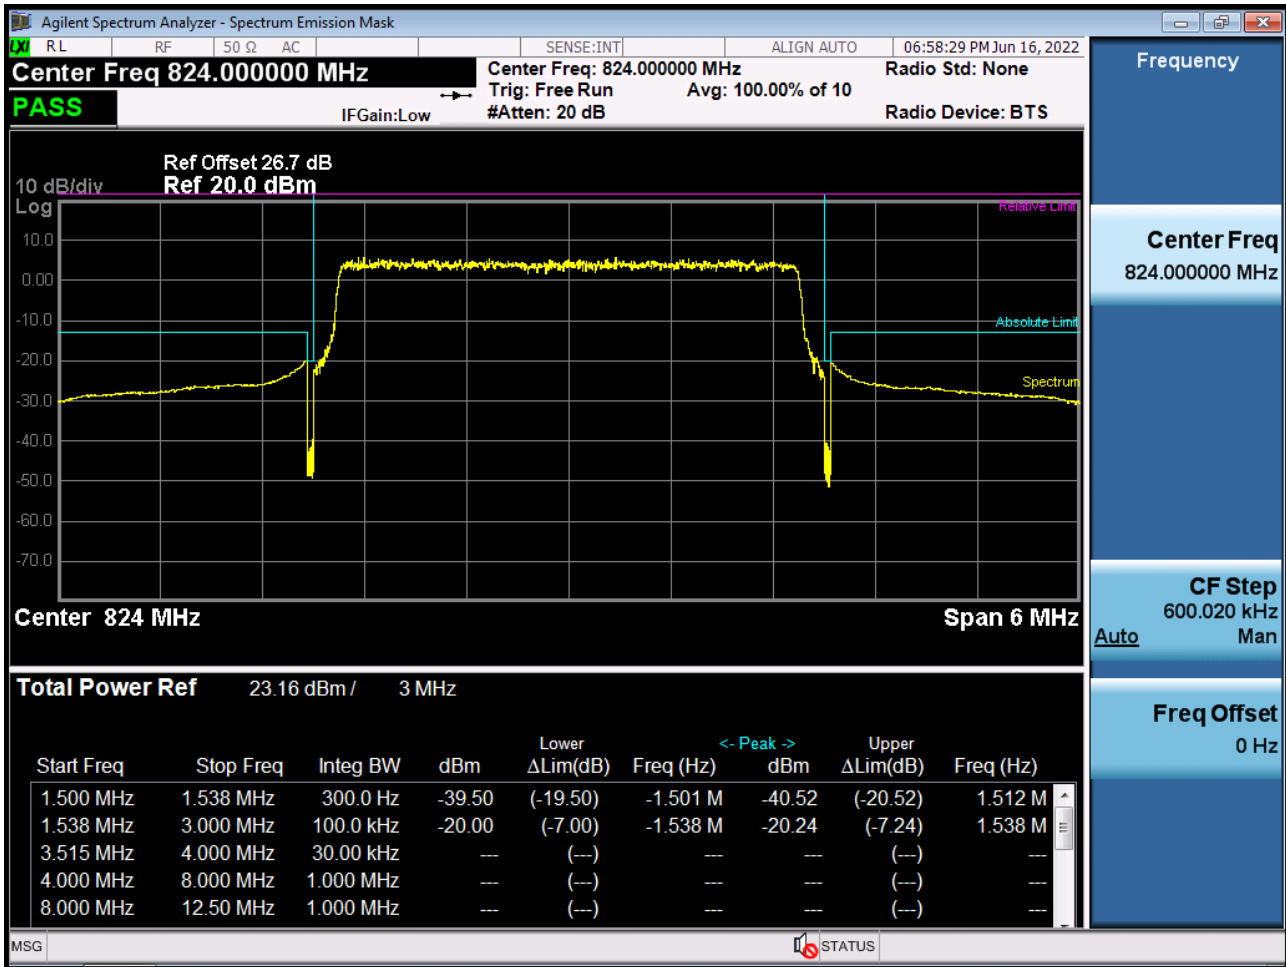 Agilent Spectrum Analyzer - Spectrum Emission Mask
LXI RL RF 50 Ω AC SENSE:INT ALIGN AUTO 06:58:29 PM Jun 16, 2022
Center Freq 824.000000 MHz
Center Freq: 824.000000 MHz
Radio Std: None
Trig: Free Run
Avg: 100.00% of 10
PASS
IFGain:Low
#Atten: 20 dB
Radio Device: BTS
Ref Offset 26.7 dB
10 dB/div Ref 20.0 dBm
Log
Relative Limit
10.0
0.00
-10.0
Absolute Limit
-20.0
Spectrum
-30.0
-40.0
-50.0
-60.0
-70.0
Center 824 MHz Span 6 MHz
Total Power Ref 23.16 dBm / 3 MHz
Lower <- Peak -> Upper
Start Freq Stop Freq Integ BW dBm ΔLim(dB) Freq (Hz) dBm ΔLim(dB) Freq (Hz)
1.500 MHz 1.538 MHz 300.0 Hz -39.50 (-19.50) -1.501 M -40.52 (-20.52) 1.512 M
1.538 MHz 3.000 MHz 100.0 kHz -20.00 (-7.00) -1.538 M -20.24 (-7.24) 1.538 M
3.515 MHz 4.000 MHz 30.00 kHz --- (---) --- --- (---) ---
4.000 MHz 8.000 MHz 1.000 MHz --- (---) --- --- (---) ---
8.000 MHz 12.50 MHz 1.000 MHz --- (---) --- --- (---) ---
MSG STATUS
Frequency
Center Freq
824.000000 MHz
CF Step
600.020 kHz
Auto Man
Freq Offset
0 Hz